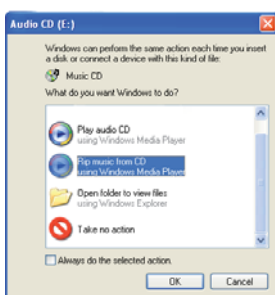 Audio CD (E:)
Windows can perform the same action each time you insert
a disk or connect a device with this kind of file:
Music CD
What do you want Windows to do?
Play audio CD
using Windows Media Player
Rip music from CD
using Windows Media Player
Open folder to view files
using Windows Explorer
Take no action
Always do the selected action.
OK
Cancel